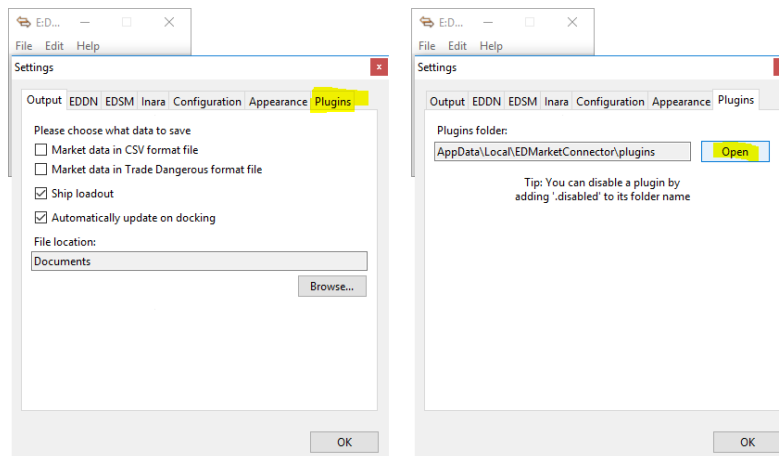 E:D...
File Edit Help
Settings
x
Output EDDN EDSM Inara Configuration Appearance Plugins
Please choose what data to save
Market data in CSV format file
Market data in Trade Dangerous format file
Ship loadout
Automatically update on docking
File location:
Documents
Browse...
OK
E:D...
File Edit Help
Settings
Output EDDN EDSM Inara Configuration Appearance Plugins
Plugins folder:
AppData\Local\EDMarketConnector\plugins Open
Tip: You can disable a plugin by
adding '.disabled' to its folder name
OK